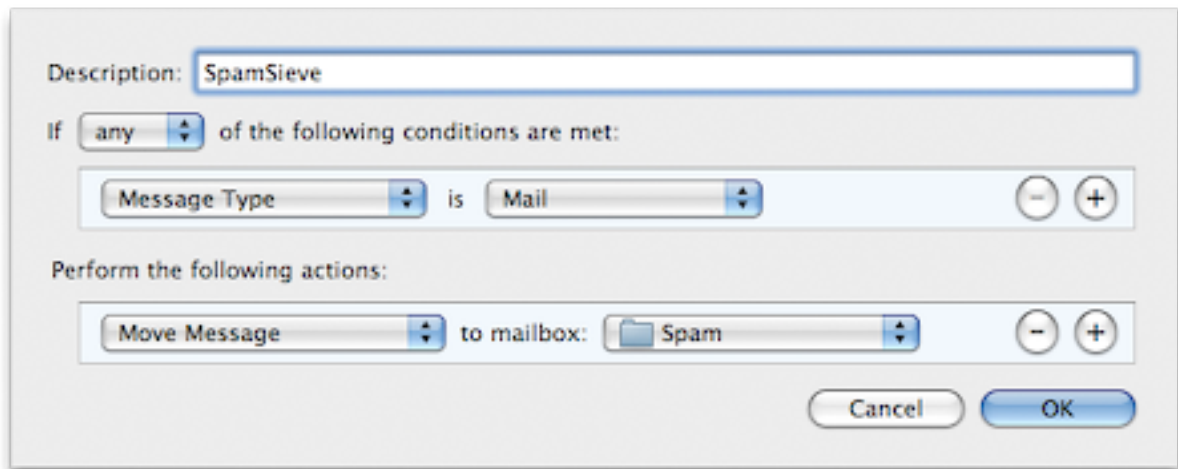 Description: SpamSieve
If any of the following conditions are met:
Message Type is Mail
Perform the following actions:
Move Message to mailbox: Spam
Cancel OK